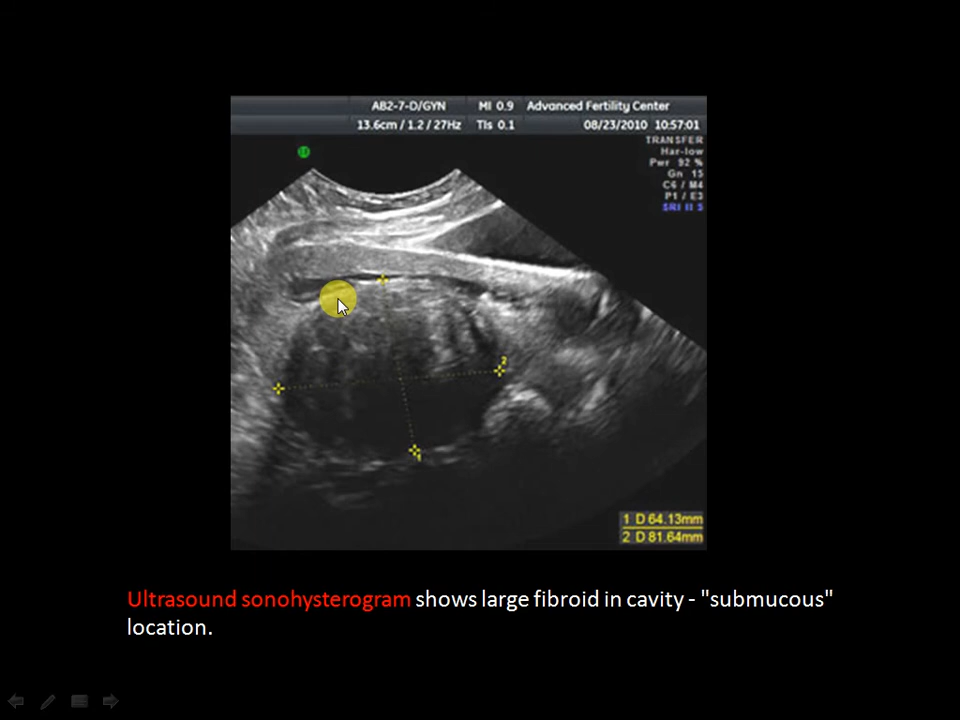 AB2-7-D/GYN MI 0.9 Advanced Fertility Center
13.6cm / 1.2 / 27Hz TIs 0.1 08/23/2010 10:57:01
TRANSFER
Har-low
Pwr 92 %
Gn 15
C6 / M4
P1 / E3
SRI II 3
2
1
1 D 64.13mm
2 D 81.64mm
Ultrasound sonohysterogram shows large fibroid in cavity - "submucous"
location.